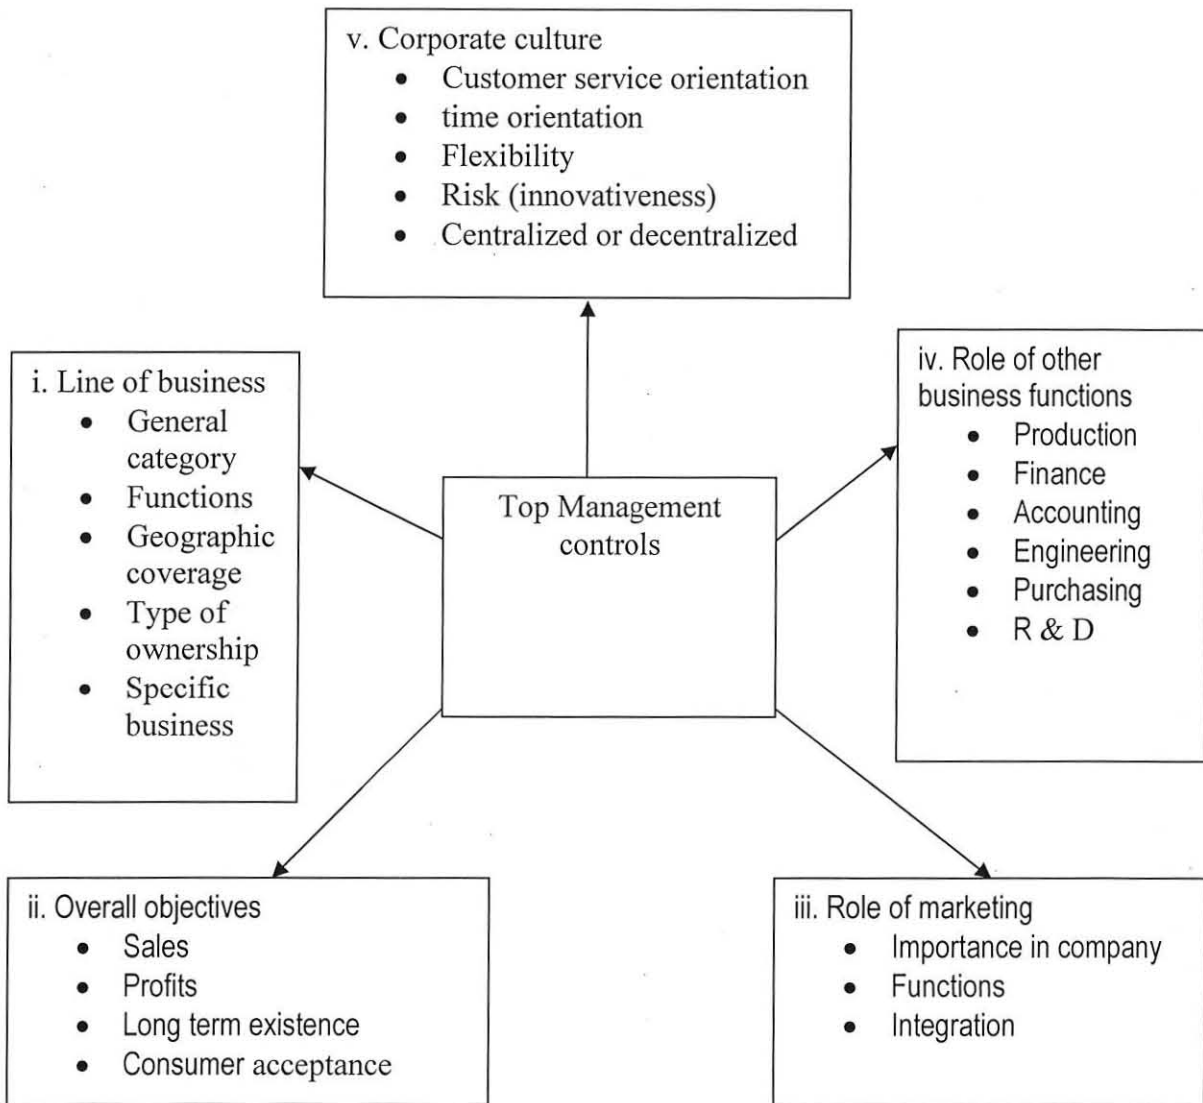 v. Corporate culture
• Customer service orientation
• time orientation
• Flexibility
• Risk (innovativeness)
• Centralized or decentralized
i. Line of business
• General
category
• Functions
• Geographic
coverage
• Type of
ownership
• Specific
business
Top Management
controls
iv. Role of other
business functions
• Production
• Finance
• Accounting
• Engineering
• Purchasing
• R & D
ii. Overall objectives
• Sales
• Profits
• Long term existence
• Consumer acceptance
iii. Role of marketing
• Importance in company
• Functions
• Integration